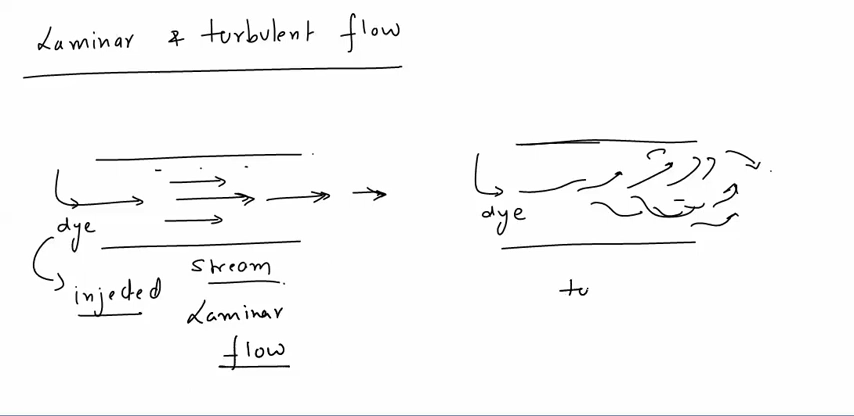 Laminar & turbulent flow
dye
injected
stream
Laminar
flow
dye
tu